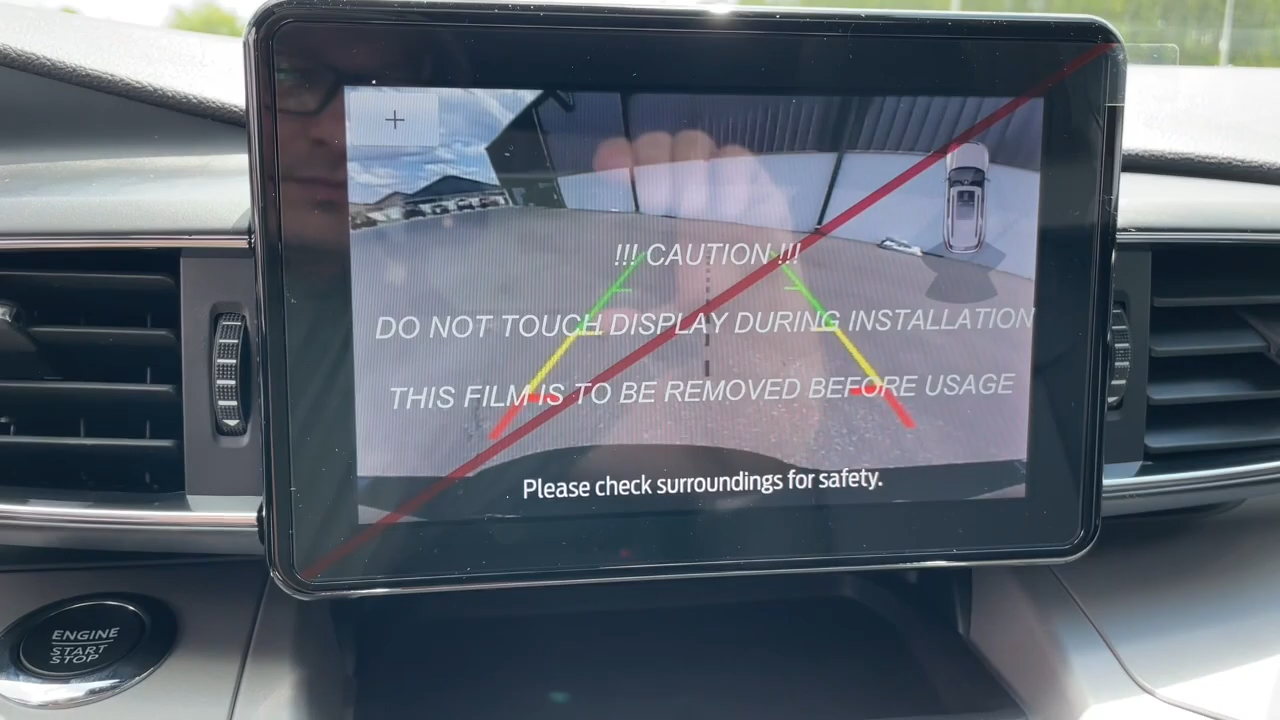 !!! CAUTION !!!
DO NOT TOUCH DISPLAY DURING INSTALLATION
THIS FILM IS TO BE REMOVED BEFORE USAGE
Please check surroundings for safety.
ENGINE
START
STOP